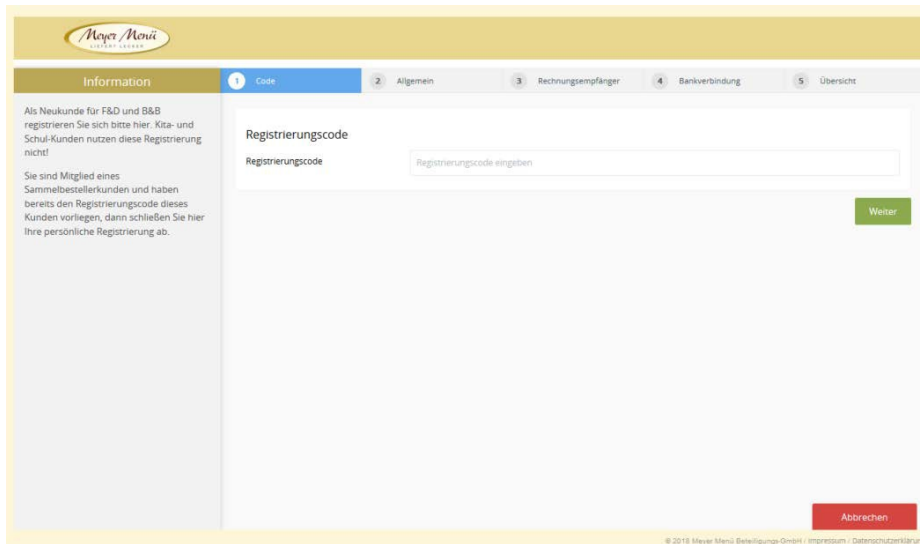 Meyer Menü
LIEFERT LECKER
Information
1 Code
2 Allgemein
3 Rechnungsempfänger
4 Bankverbindung
5 Übersicht
Als Neukunde für F&D und B&B
registrieren Sie sich bitte hier. Kita- und
Schul-Kunden nutzen diese Registrierung
nicht!
Sie sind Mitglied eines
Sammelbestellerkunden und haben
bereits den Registrierungscode dieses
Kunden vorliegen, dann schließen Sie hier
Ihre persönliche Registrierung ab.
Registrierungscode
Registrierungscode
Registrierungscode eingeben
Weiter
Abbrechen
© 2018 Meyer Menü Beteiligungs-GmbH / Impressum / Datenschutzerklärun